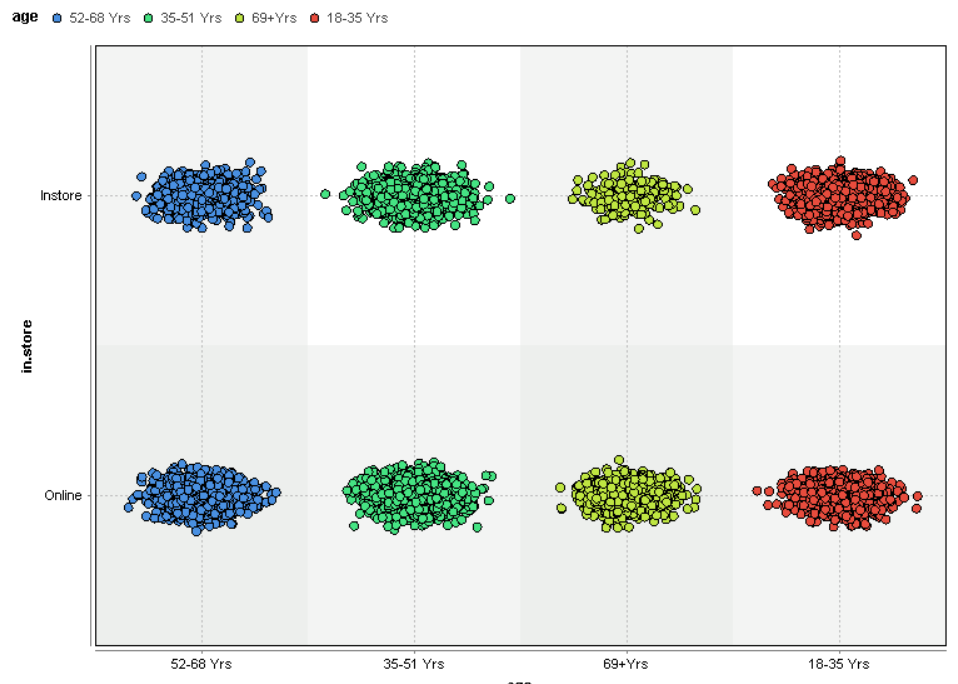 age 52-68 Yrs 35-51 Yrs 69+Yrs 18-35 Yrs
Instore
in.store
Online
52-68 Yrs 35-51 Yrs 69+Yrs 18-35 Yrs